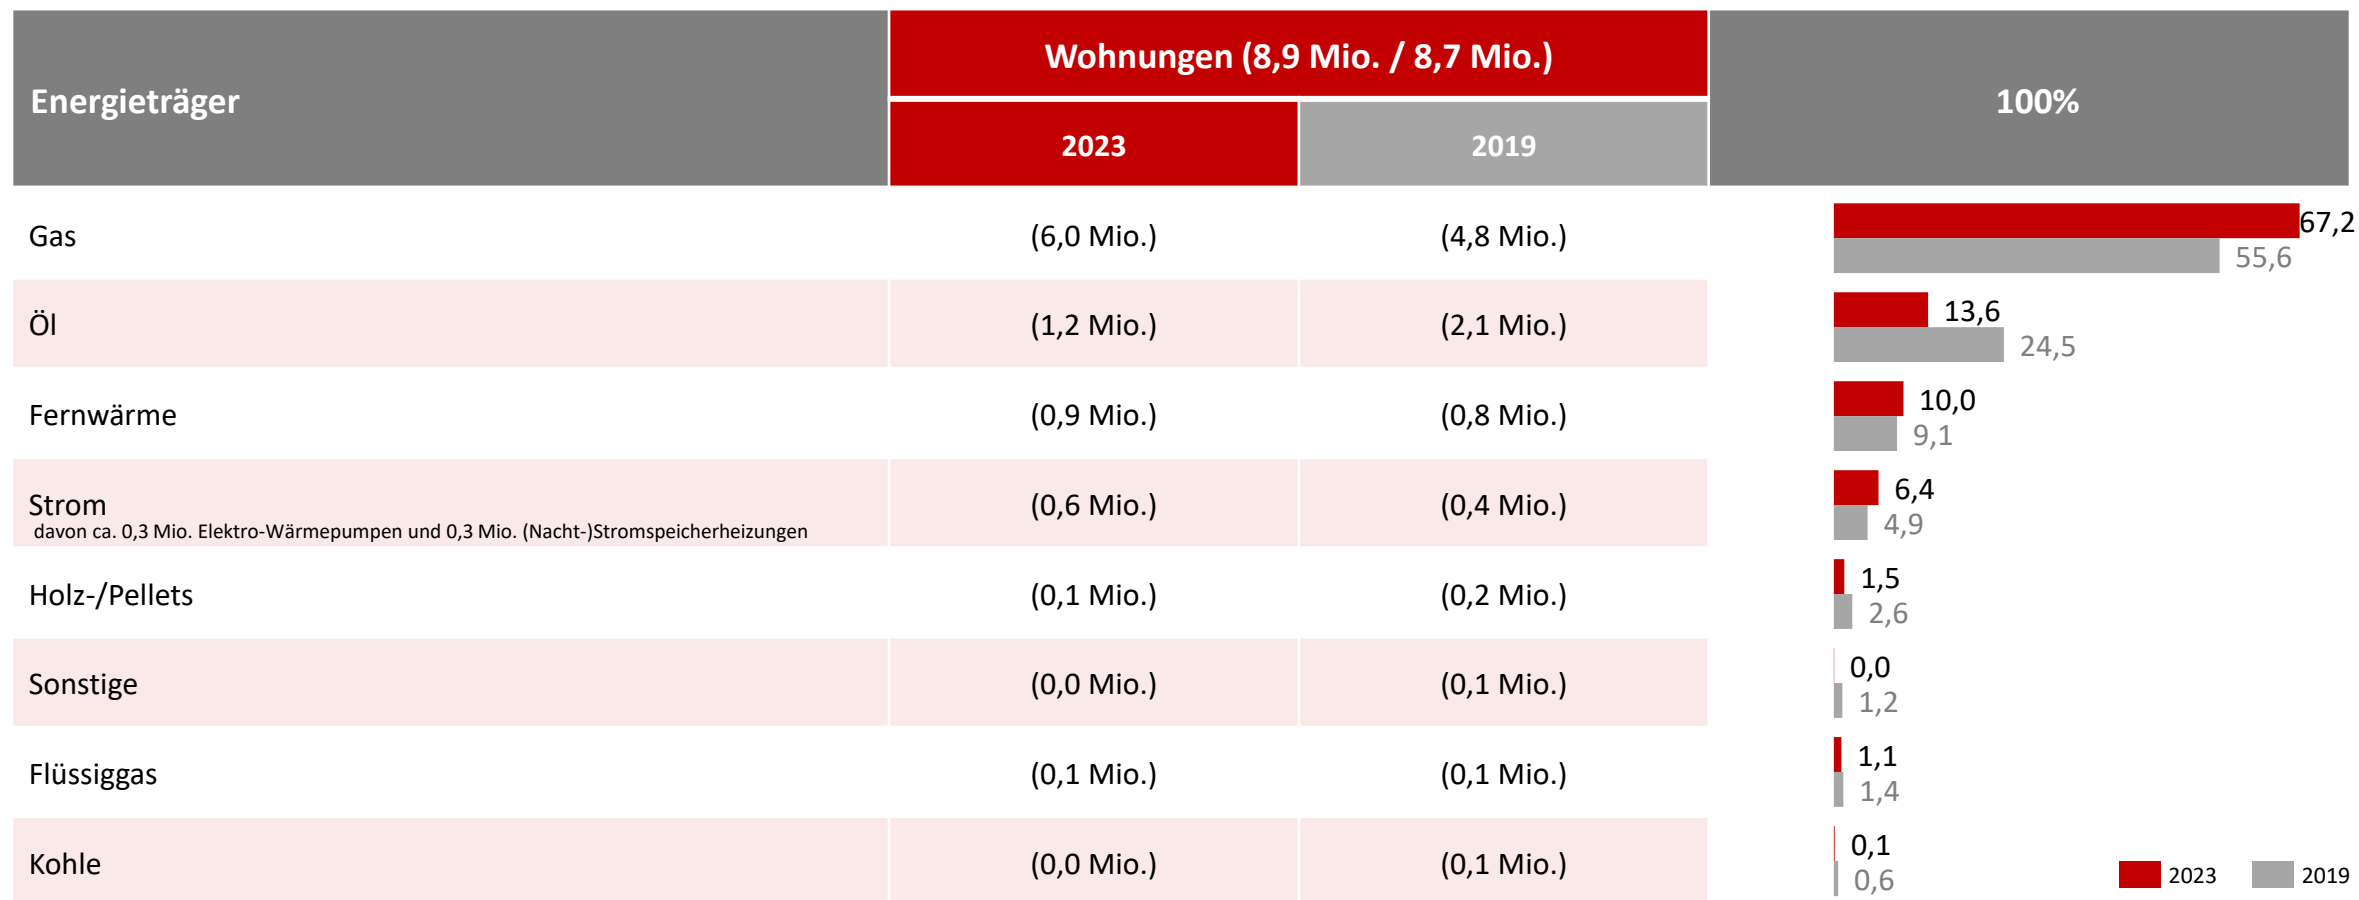 Energieträger
Wohnungen (8,9 Mio. / 8,7 Mio.)
100%
2023
2019
Gas
(6,0 Mio.)
(4,8 Mio.)
67,2
55,6
Öl
(1,2 Mio.)
(2,1 Mio.)
13,6
24,5
Fernwärme
(0,9 Mio.)
(0,8 Mio.)
10,0
9,1
Strom
davon ca. 0,3 Mio. Elektro-Wärmepumpen und 0,3 Mio. (Nacht-)Stromspeicherheizungen
(0,6 Mio.)
(0,4 Mio.)
6,4
4,9
Holz-/Pellets
(0,1 Mio.)
(0,2 Mio.)
1,5
2,6
Sonstige
(0,0 Mio.)
(0,1 Mio.)
0,0
1,2
Flüssiggas
(0,1 Mio.)
(0,1 Mio.)
1,1
1,4
Kohle
(0,0 Mio.)
(0,1 Mio.)
0,1
0,6
2023
2019